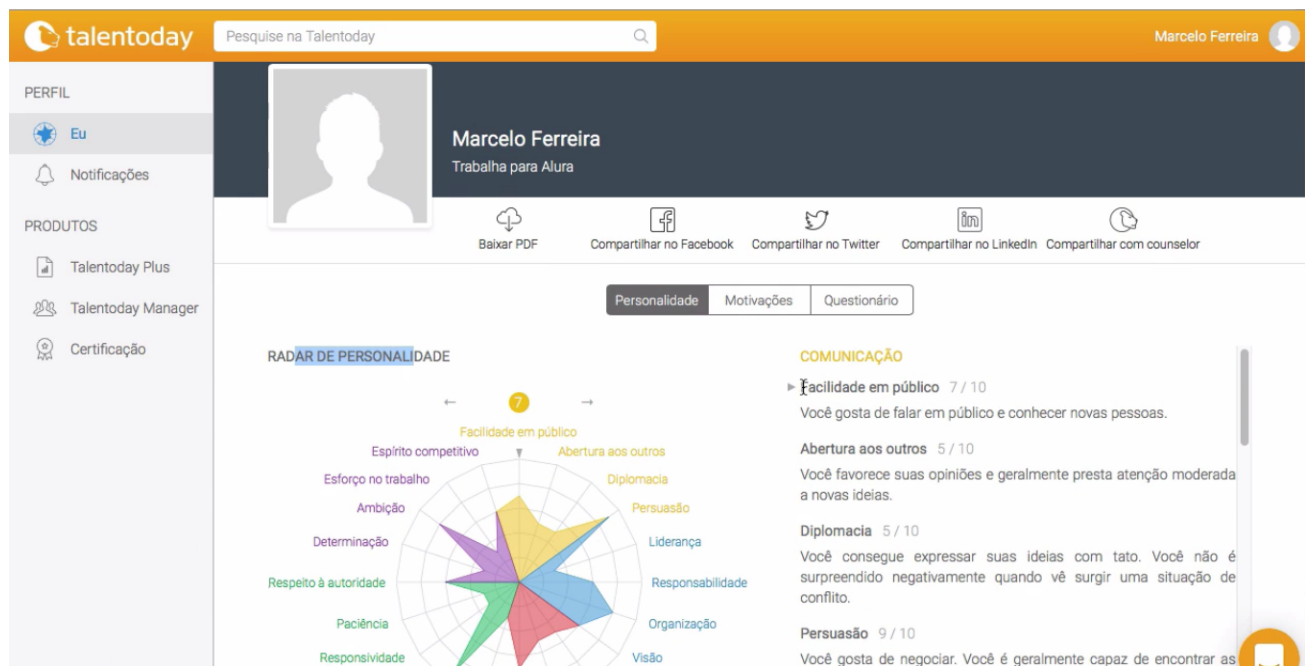 talentoday
Pesquise na Talentoday
Marcelo Ferreira
PERFIL
Eu
Notificações
PRODUTOS
Talentoday Plus
Talentoday Manager
Certificação
Marcelo Ferreira
Trabalha para Alura
Baixar PDF
Compartilhar no Facebook
Compartilhar no Twitter
Compartilhar no LinkedIn
Compartilhar com counselor
Personalidade
Motivações
Questionário
RADAR DE PERSONALIDADE
← 7 →
Facilidade em público
Espírito competitivo
Abertura aos outros
Esforço no trabalho
Diplomacia
Ambição
Persuasão
Determinação
Liderança
Respeito à autoridade
Responsabilidade
Paciência
Organização
Responsividade
Visão
COMUNICAÇÃO
Facilidade em público 7 / 10
Você gosta de falar em público e conhecer novas pessoas.
Abertura aos outros 5 / 10
Você favorece suas opiniões e geralmente presta atenção moderada
a novas ideias.
Diplomacia 5 / 10
Você consegue expressar suas ideias com tato. Você não é
surpreendido negativamente quando vê surgir uma situação de
conflito.
Persuasão 9 / 10
Você gosta de negociar. Você é geralmente capaz de encontrar as